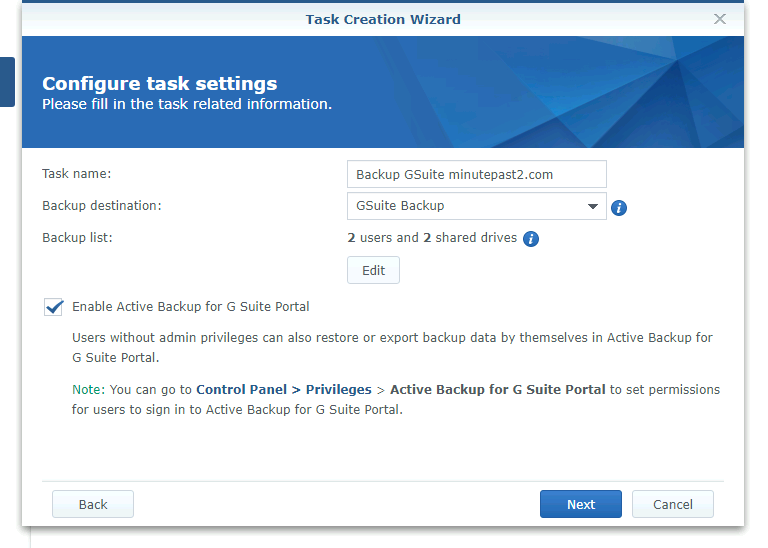 Task Creation Wizard
Configure task settings
Please fill in the task related information.
Task name: Backup GSuite minutepast2.com
Backup destination: GSuite Backup
Backup list: 2 users and 2 shared drives
Edit
Enable Active Backup for G Suite Portal
Users without admin privileges can also restore or export backup data by themselves in Active Backup for
G Suite Portal.
Note: You can go to Control Panel > Privileges > Active Backup for G Suite Portal to set permissions
for users to sign in to Active Backup for G Suite Portal.
Back Next Cancel